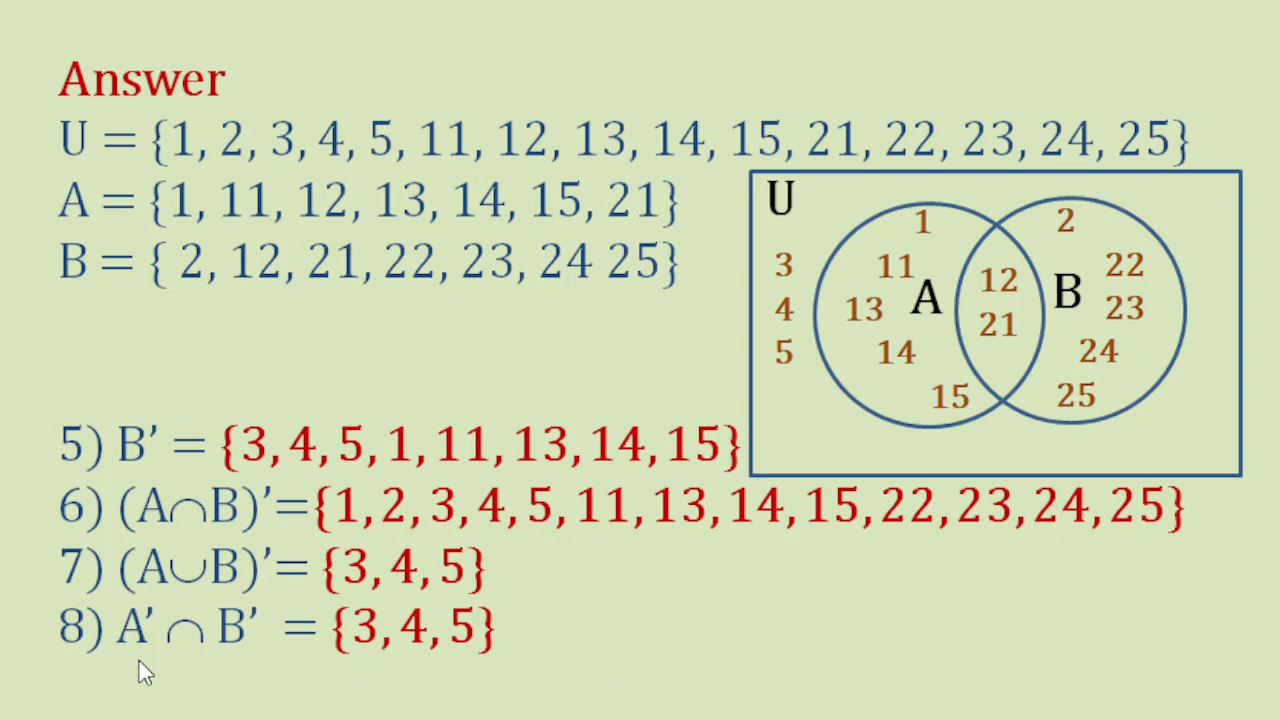 Answer
U = {1, 2, 3, 4, 5, 11, 12, 13, 14, 15, 21, 22, 23, 24, 25}
A = {1, 11, 12, 13, 14, 15, 21}
B = { 2, 12, 21, 22, 23, 24 25}
U
1
2
3
11
12
22
4
13
A
21
B
23
5
14
24
15
25
5) B’ = {3, 4, 5, 1, 11, 13, 14, 15}
6) (A∩B)’={1, 2, 3, 4, 5, 11, 13, 14, 15, 22, 23, 24, 25}
7) (A∪B)’= {3, 4, 5}
8) A’ ∩ B’ = {3, 4, 5}